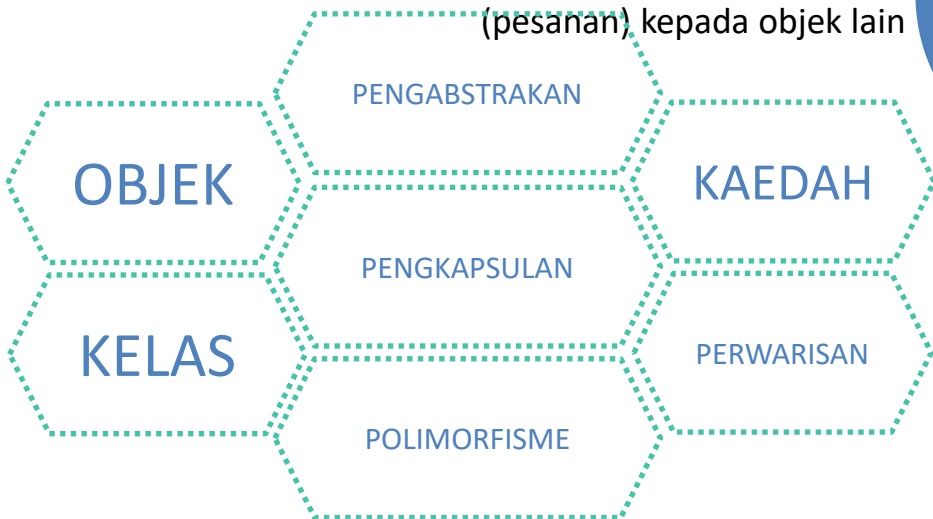 (pesanan) kepada objek lain
PENGABSTRAKAN
OBJEK
KAEDAH
PENGKAPSULAN
KELAS
PERWARISAN
POLIMORFISME